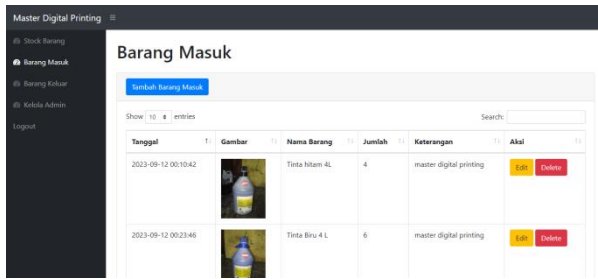 Master Digital Printing
Stock Barang
Barang Masuk
Barang Keluar
Kelola Admin
Logout
Barang Masuk
Tambah Barang Masuk
Show 10 entries
Search:
Tanggal Gambar Nama Barang Jumlah Keterangan Aksi
2023-09-12 00:10:42 Tinta hitam 4L 4 master digital printing Edit Delete
2023-09-12 00:23:46 Tinta Biru 4 L 6 master digital printing Edit Delete